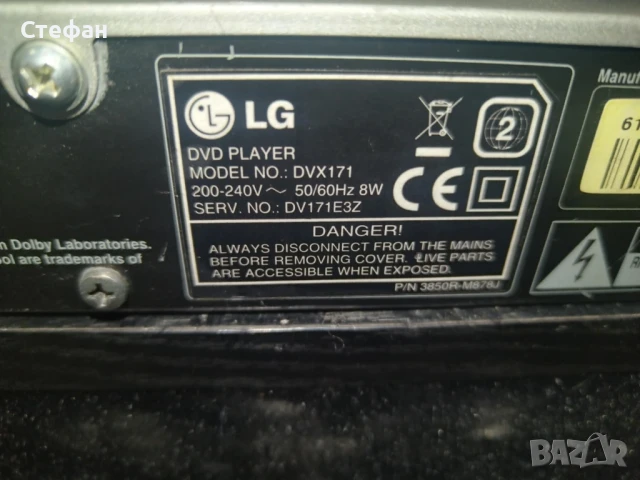 Стефан
LG
2
DVD PLAYER
MODEL NO.: DVX171
200-240V ~ 50/60Hz 8W
SERV. NO.: DV171E3Z
CE
DANGER!
ALWAYS DISCONNECT FROM THE MAINS
BEFORE REMOVING COVER. LIVE PARTS
ARE ACCESSIBLE WHEN EXPOSED.
P/N 3850R-M878J
Dolby Laboratories.
are trademarks of
Manuf
61
BAZAR